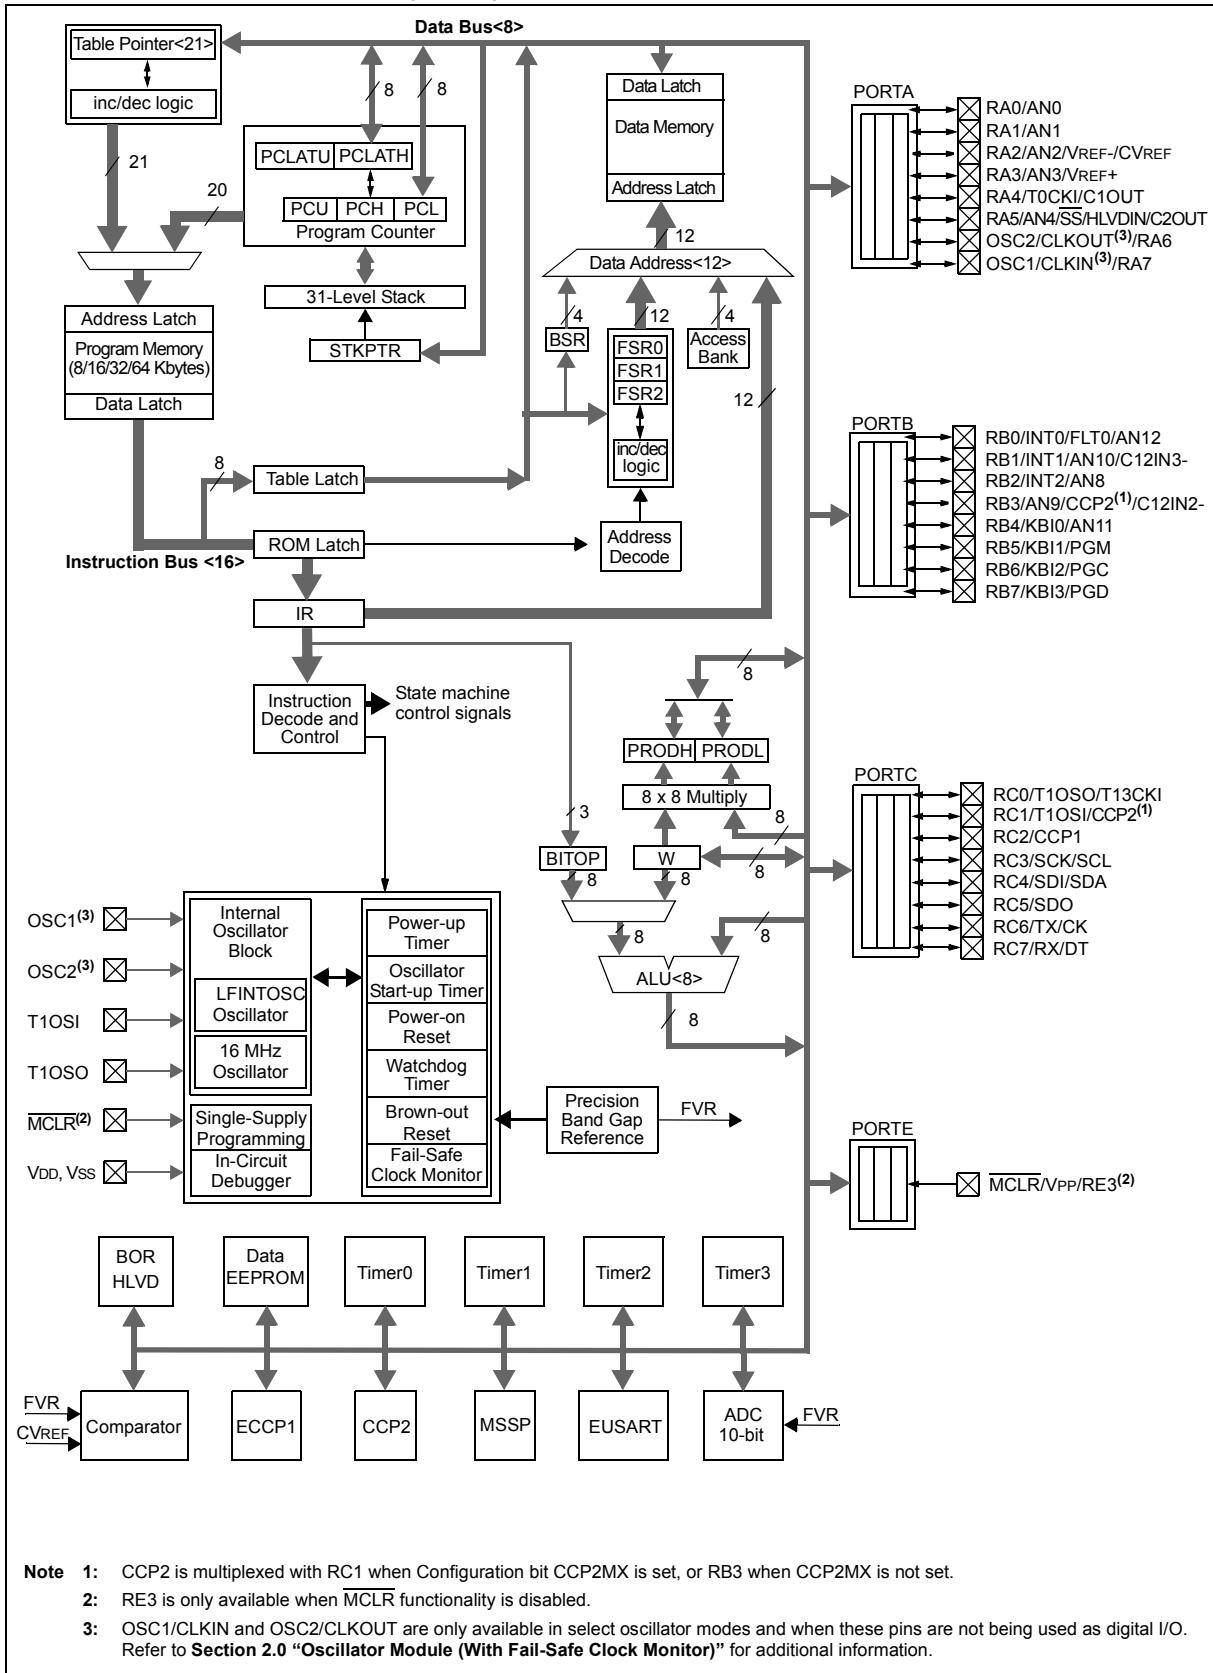 Data Bus<8>
Table Pointer<21>
inc/dec logic
21
20
8
8
PCLATU PCLATH
PCU PCH PCL
Program Counter
31-Level Stack
STKPTR
Address Latch
Program Memory
(8/16/32/64 Kbytes)
Data Latch
8
Table Latch
Instruction Bus <16>
ROM Latch
IR
Data Latch
Data Memory
Address Latch
12
Data Address<12>
4
12
4
BSR
FSR0
FSR1
FSR2
inc/dec
logic
Access
Bank
12
Address
Decode
Instruction
Decode and
Control
State machine
control signals
8
PRODH PRODL
8 x 8 Multiply
3
8
BITOP
W
8
8
8
8
8
ALU<8>
8
OSC1(3)
OSC2(3)
T1OSI
T1OSO
MCLR(2)
VDD, VSS
Internal
Oscillator
Block
LFINTOSC
Oscillator
16 MHz
Oscillator
Single-Supply
Programming
In-Circuit
Debugger
Power-up
Timer
Oscillator
Start-up Timer
Power-on
Reset
Watchdog
Timer
Brown-out
Reset
Fail-Safe
Clock Monitor
Precision
Band Gap
Reference
FVR
PORTA
RA0/AN0
RA1/AN1
RA2/AN2/VREF-/CVREF
RA3/AN3/VREF+
RA4/T0CKI/C1OUT
RA5/AN4/SS/HLVDIN/C2OUT
OSC2/CLKOUT(3)/RA6
OSC1/CLKIN(3)/RA7
PORTB
RB0/INT0/FLT0/AN12
RB1/INT1/AN10/C12IN3-
RB2/INT2/AN8
RB3/AN9/CCP2(1)/C12IN2-
RB4/KBI0/AN11
RB5/KBI1/PGM
RB6/KBI2/PGC
RB7/KBI3/PGD
PORTC
RC0/T1OSO/T13CKI
RC1/T1OSI/CCP2(1)
RC2/CCP1
RC3/SCK/SCL
RC4/SDI/SDA
RC5/SDO
RC6/TX/CK
RC7/RX/DT
PORTE
MCLR/VPP/RE3(2)
BOR
HLVD
Data
EEPROM
Timer0
Timer1
Timer2
Timer3
FVR
CVREF
Comparator
ECCP1
CCP2
MSSP
EUSART
ADC
10-bit
FVR
Note 1: CCP2 is multiplexed with RC1 when Configuration bit CCP2MX is set, or RB3 when CCP2MX is not set.
2: RE3 is only available when MCLR functionality is disabled.
3: OSC1/CLKIN and OSC2/CLKOUT are only available in select oscillator modes and when these pins are not being used as digital I/O.
Refer to Section 2.0 “Oscillator Module (With Fail-Safe Clock Monitor)” for additional information.